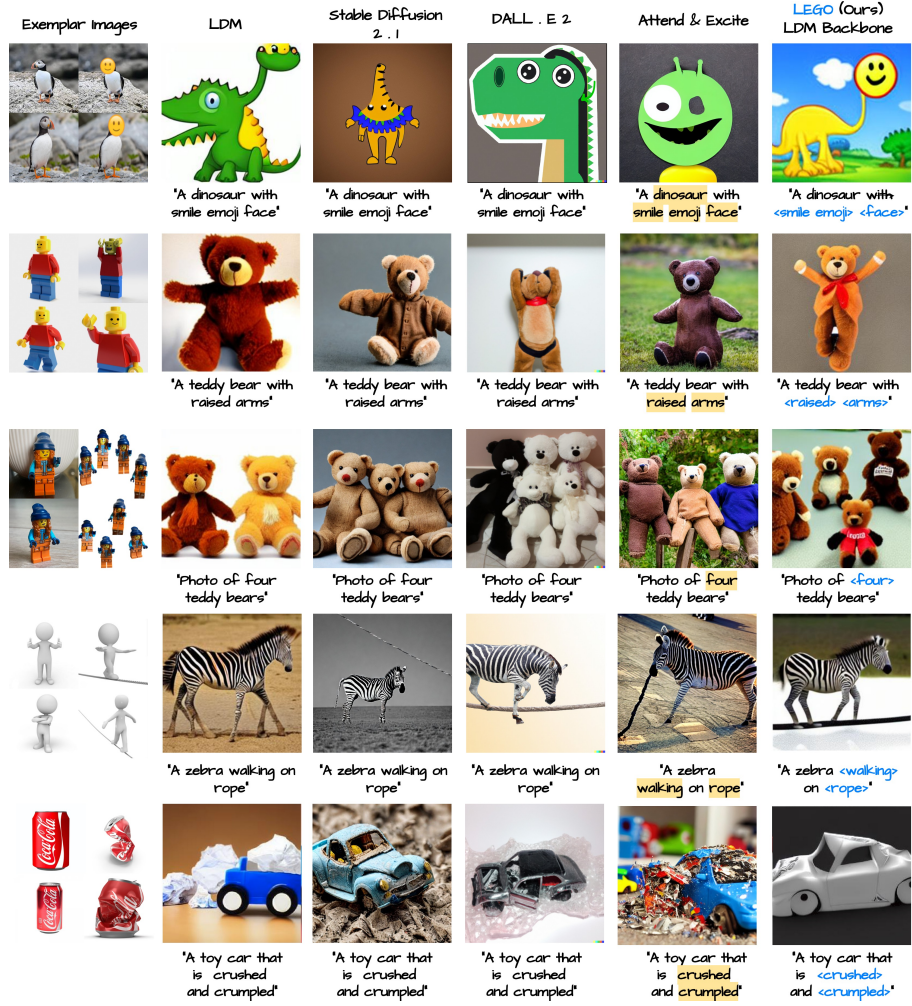 Exemplar Images
LDM
Stable Diffusion
2 . 1
DALL . E 2
Attend & Excite
LEGO (Ours)
LDM Backbone
"A dinosaur with
smile emoji face"
"A dinosaur with
smile emoji face"
"A dinosaur with
smile emoji face"
"A dinosaur with
smile emoji face"
"A dinosaur with
<smile emoji> <face>"
"A teddy bear with
raised arms"
"A teddy bear with
raised arms"
"A teddy bear with
raised arms"
"A teddy bear with
raised arms"
"A teddy bear with
<raised> <arms>"
"Photo of four
teddy bears"
"Photo of four
teddy bears"
"Photo of four
teddy bears"
"Photo of four
teddy bears"
"Photo of <four>
teddy bears"
"A zebra walking on
rope"
"A zebra walking on
rope"
"A zebra walking on
rope"
"A zebra
walking on rope"
"A zebra <walking>
on <rope>"
Coca-Cola
Coca-Cola
"A toy car that
is crushed
and crumpled"
"A toy car that
is crushed
and crumpled"
"A toy car that
is crushed
and crumpled"
"A toy car that
is crushed
and crumpled"
"A toy car that
is <crushed>
and <crumpled>"